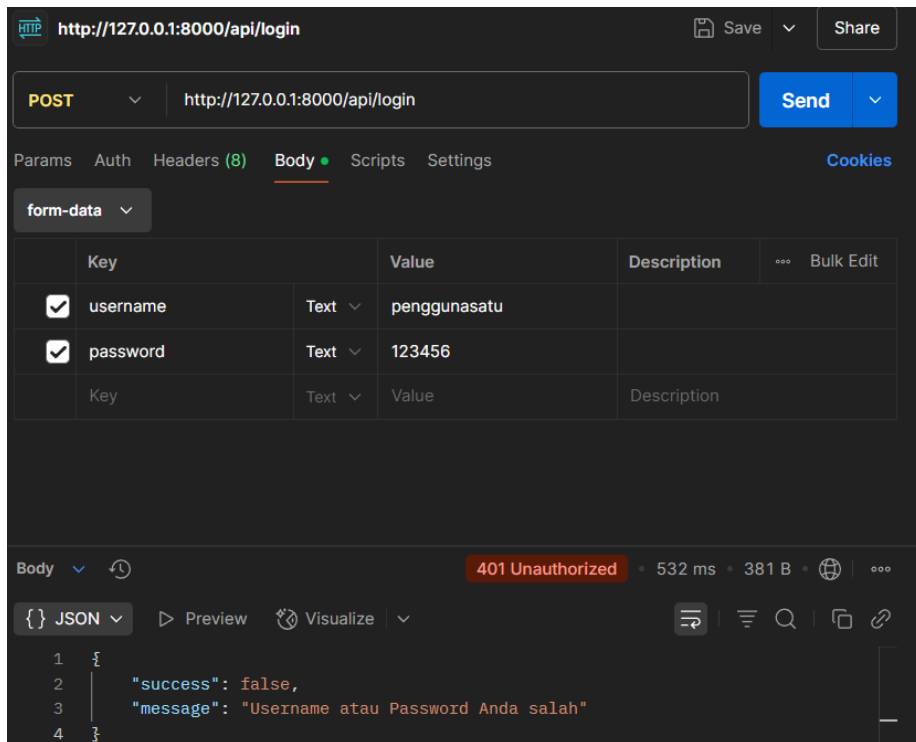 HTTP http://127.0.0.1:8000/api/login Save Share
POST http://127.0.0.1:8000/api/login Send
Params Auth Headers (8) Body Scripts Settings Cookies
form-data
Key Value Description Bulk Edit
username Text penggunasatu
password Text 123456
Key Text Value Description
Body 401 Unauthorized 532 ms 381 B
{ } JSON Preview Visualize
1 {
2 "success": false,
3 "message": "Username atau Password Anda salah"
4 }